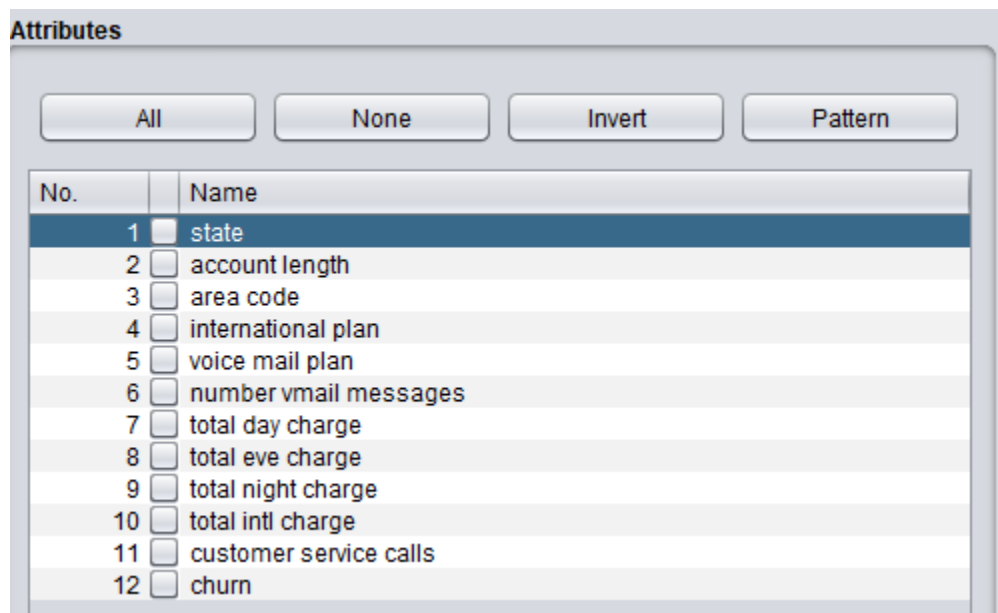 Attributes
All None Invert Pattern
No. Name
1 state
2 account length
3 area code
4 international plan
5 voice mail plan
6 number vmail messages
7 total day charge
8 total eve charge
9 total night charge
10 total intl charge
11 customer service calls
12 churn